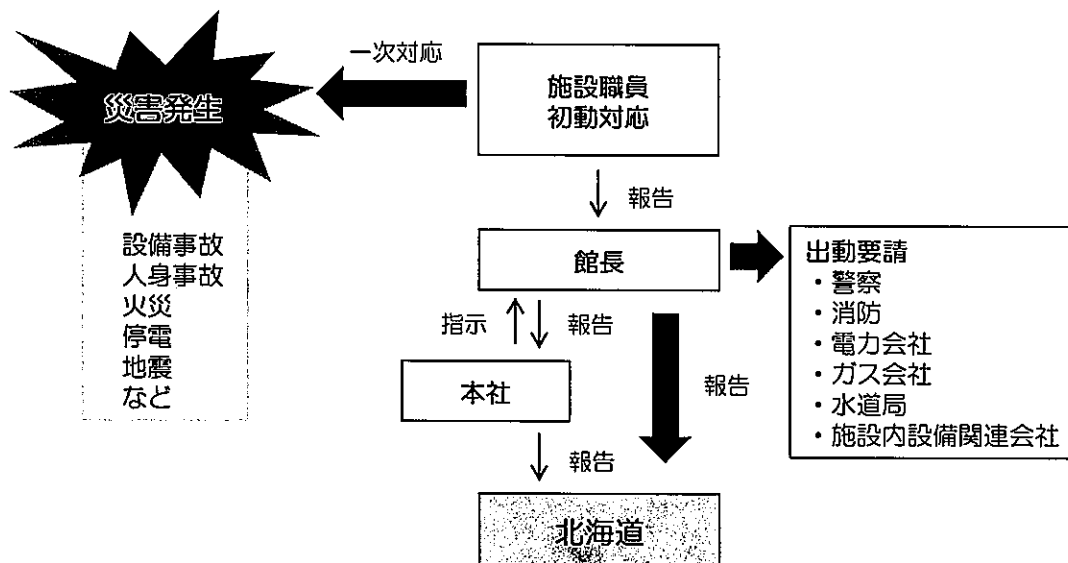 一次対応
災害発生
施設職員
初動対応
設備事故
人身事故
火災
停電
地震
など
報告
館長
出動要請
・警察
・消防
・電力会社
・ガス会社
・水道局
・施設内設備関連会社
指示
報告
本社
報告
報告
北海道